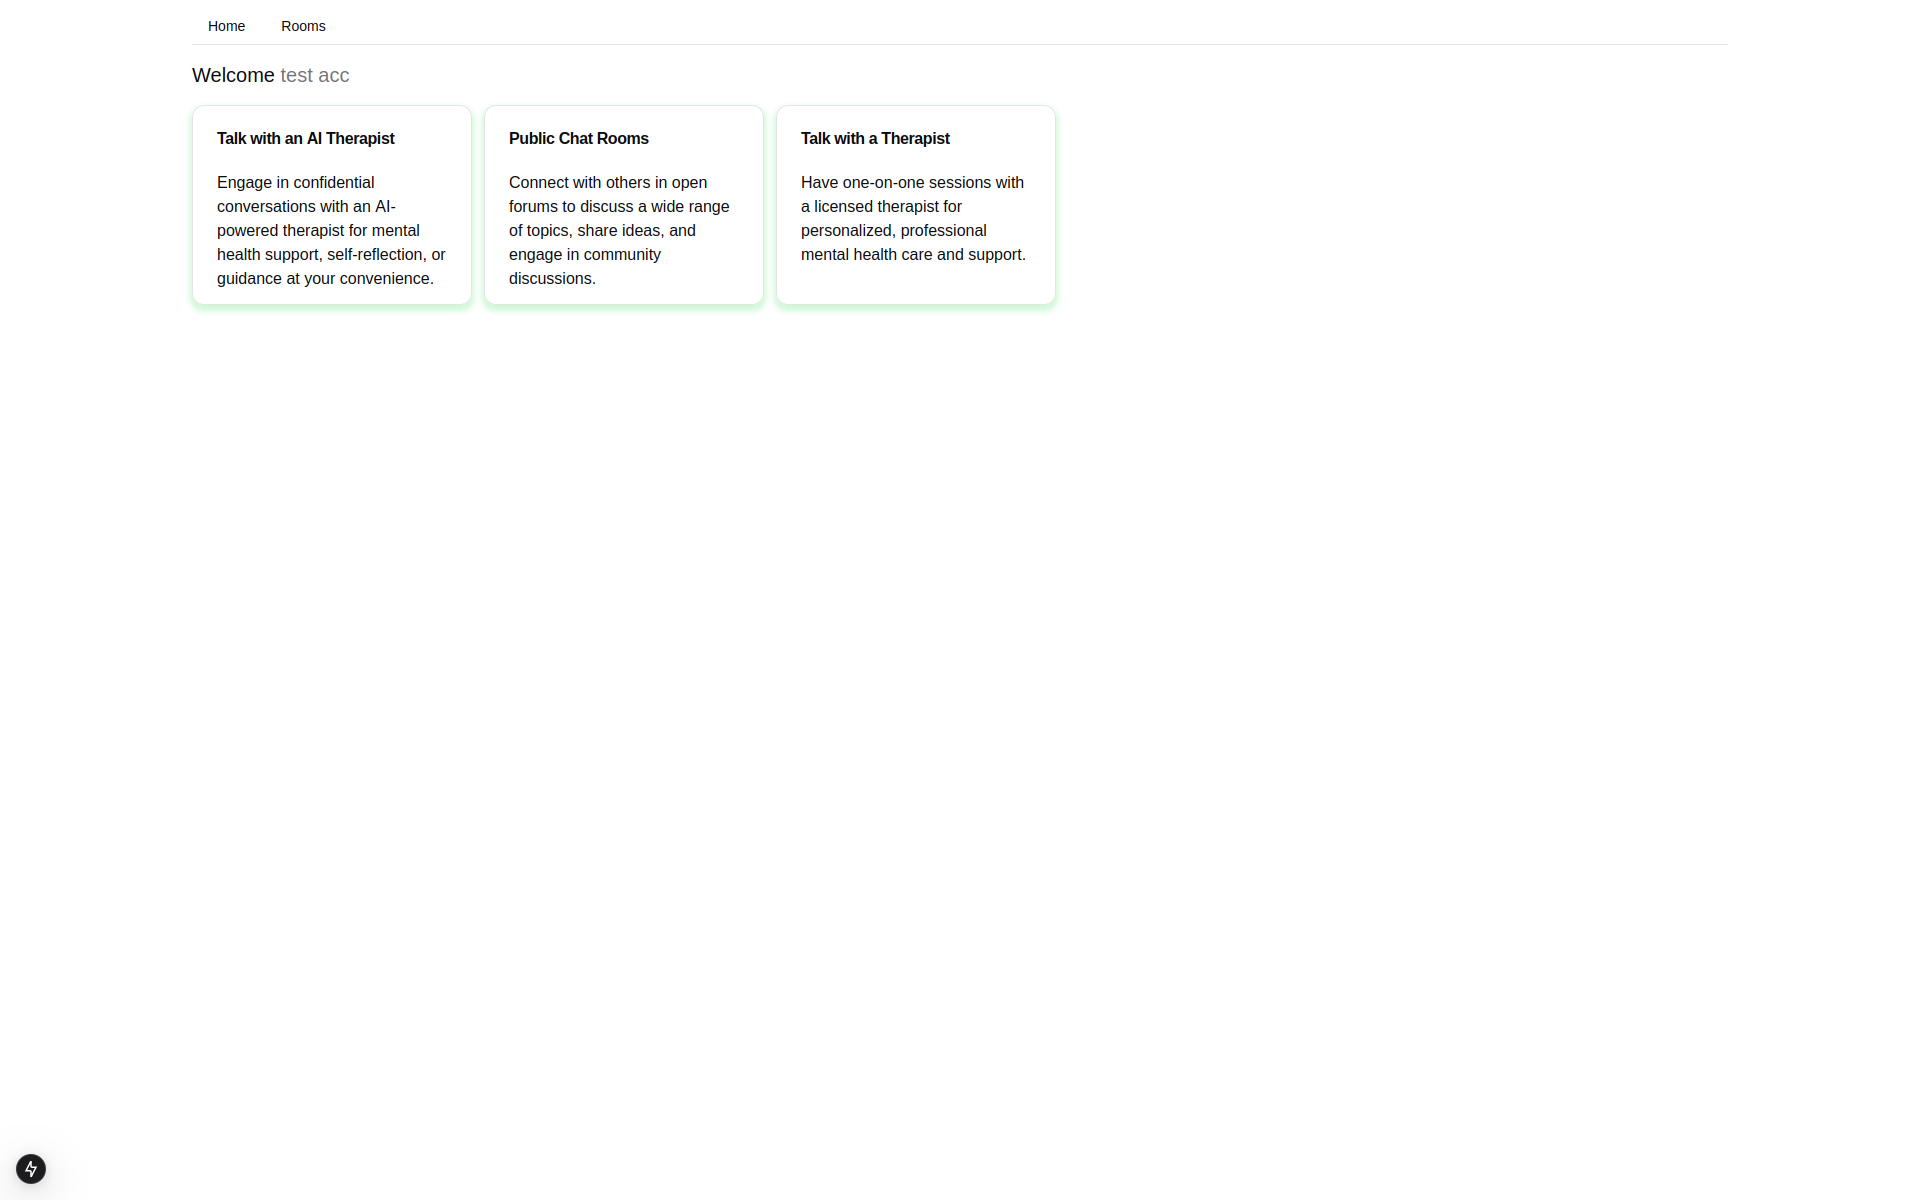 Home Rooms
Welcome test acc
Talk with an AI Therapist
Engage in confidential
conversations with an AI-
powered therapist for mental
health support, self-reflection, or
guidance at your convenience.
Public Chat Rooms
Connect with others in open
forums to discuss a wide range
of topics, share ideas, and
engage in community
discussions.
Talk with a Therapist
Have one-on-one sessions with
a licensed therapist for
personalized, professional
mental health care and support.